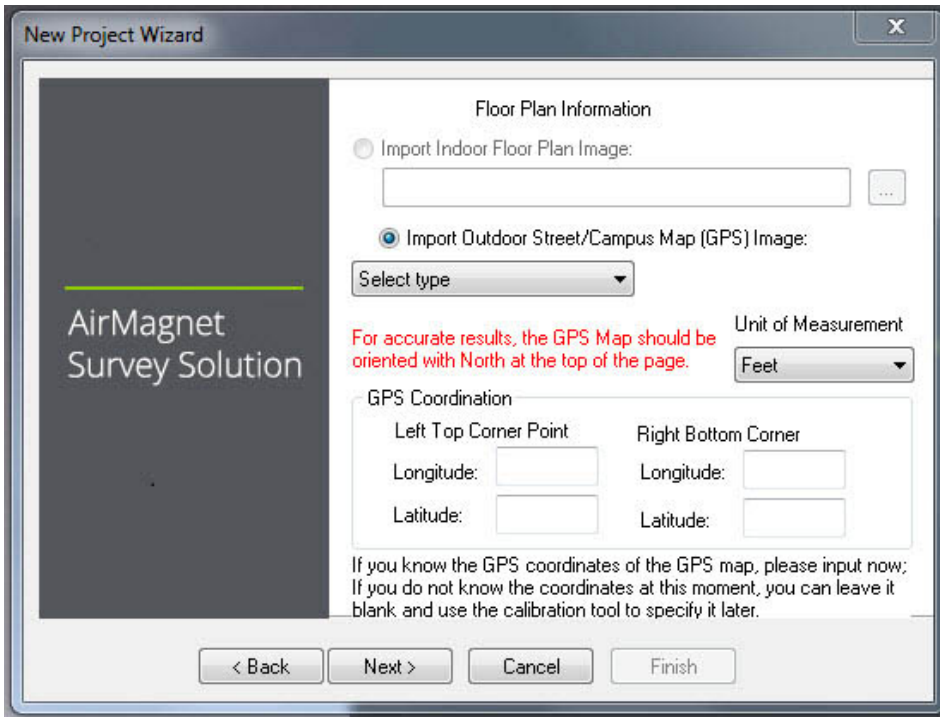 New Project Wizard
X
Floor Plan Information
Import Indoor Floor Plan Image:
...
Import Outdoor Street/Campus Map (GPS) Image:
Select type
AirMagnet
Survey Solution
For accurate results, the GPS Map should be
oriented with North at the top of the page.
Unit of Measurement
Feet
GPS Coordination
Left Top Corner Point
Right Bottom Corner
Longitude:
Longitude:
Latitude:
Latitude:
If you know the GPS coordinates of the GPS map, please input now;
If you do not know the coordinates at this moment, you can leave it
blank and use the calibration tool to specify it later.
< Back
Next >
Cancel
Finish